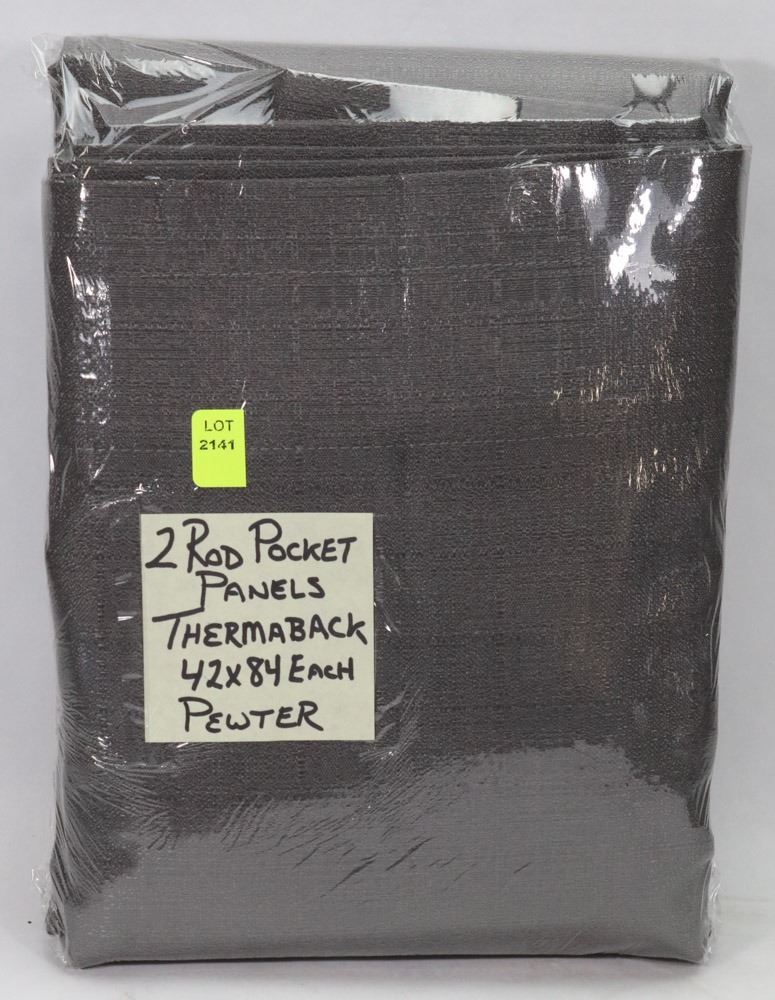 LOT
2141
2 ROD POCKET
PANELS
THERMABACK
42x84 EACH
PEWTER